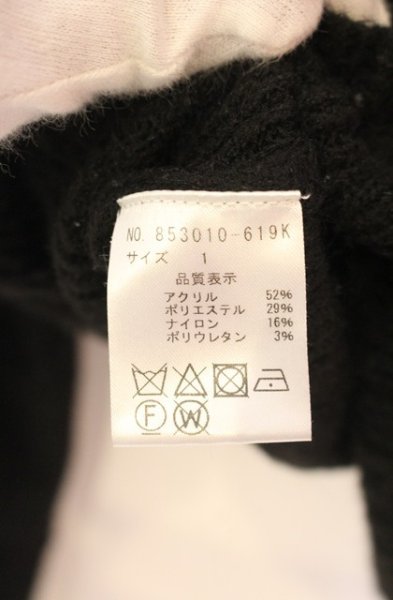 NO. 853010-619K
サイズ 1
品質表示
アクリル 52%
ポリエステル 29%
ナイロン 16%
ポリウレタン 3%
F W